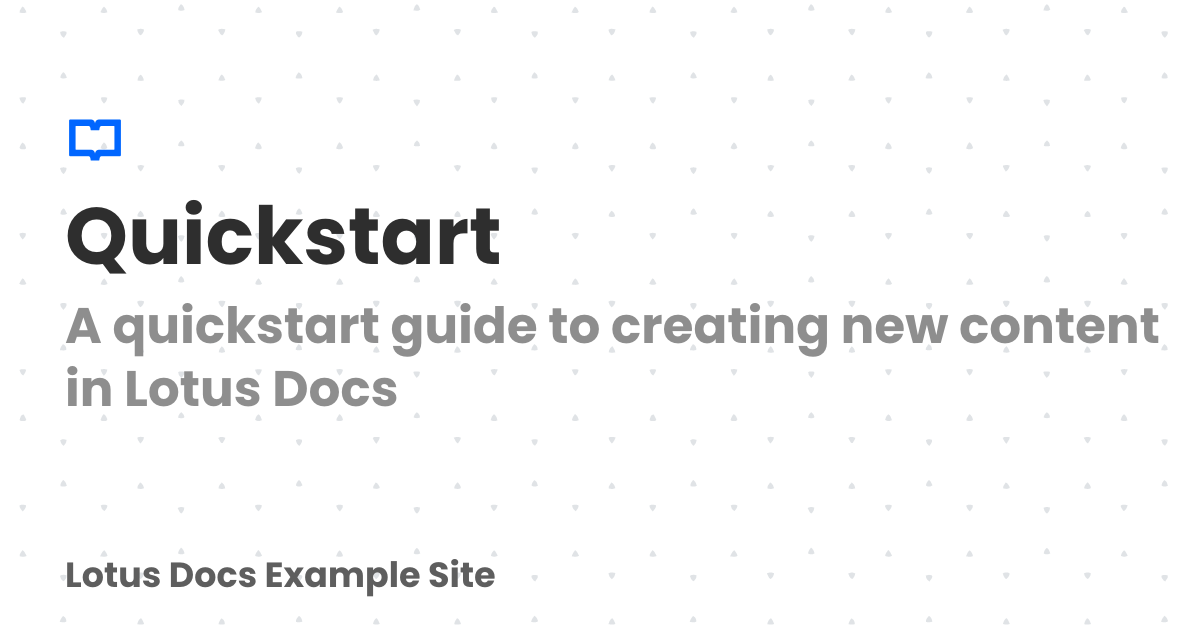 Quickstart
A quickstart guide to creating new content
in Lotus Docs
Lotus Docs Example Site